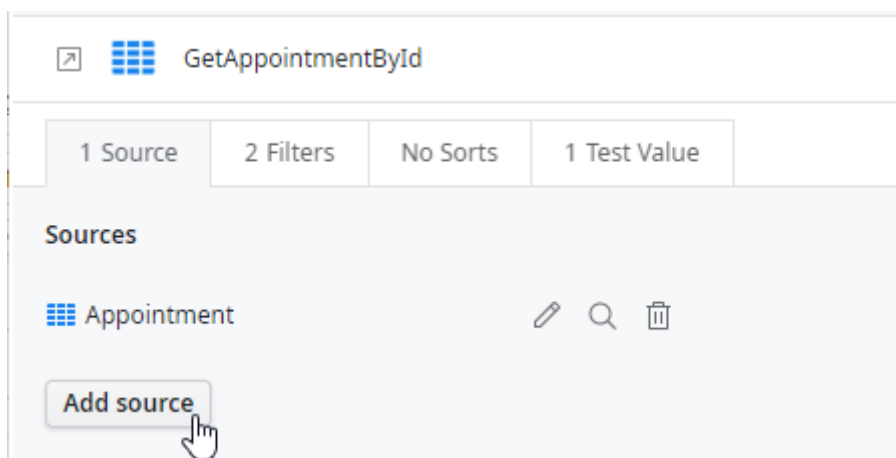 GetAppointmentById
1 Source 2 Filters No Sorts 1 Test Value
Sources
Appointment
Add source